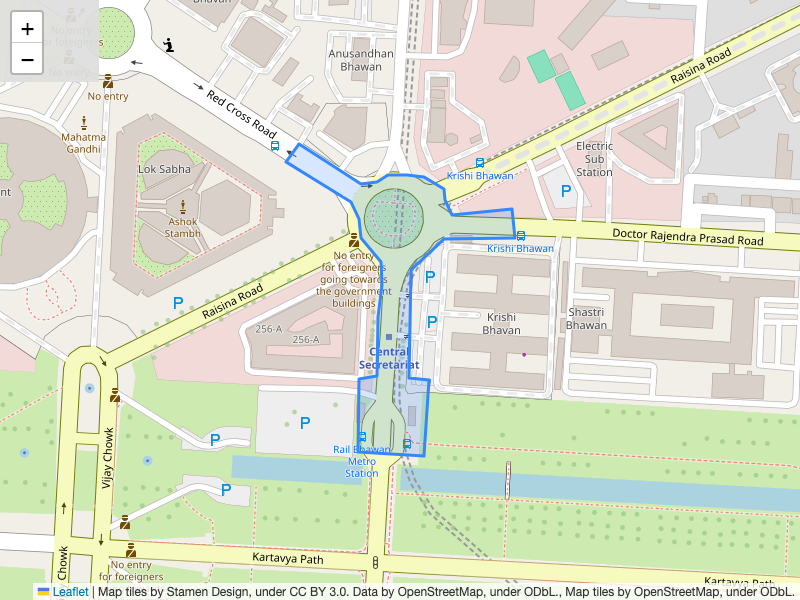 +
−
No entry
for foreigners
Bhavan
i
No entry
No entry
Red Cross Road
Anusandhan
Bhawan
Raisina Road
Mahatma
Gandhi
Electric
Sub
Station
Krishi Bhawan
P
Lok Sabha
Ashok
Stambh
Doctor Rajendra Prasad Road
Krishi Bhawan
No entry
for foreigners
going towards
the government
buildings
P
P
Raisina Road
P
Krishi
Bhavan
Shastri
Bhawan
256-A
256-A
Central
Secretariat
P
P
Rail Bhawan
Metro
Station
Vijay Chowk
P
Kartavya Path
No entry
for foreigners
Chowk
Kartavya Path
Leaflet | Map tiles by Stamen Design, under CC BY 3.0. Data by OpenStreetMap, under ODbL., Map tiles by OpenStreetMap, under ODbL.